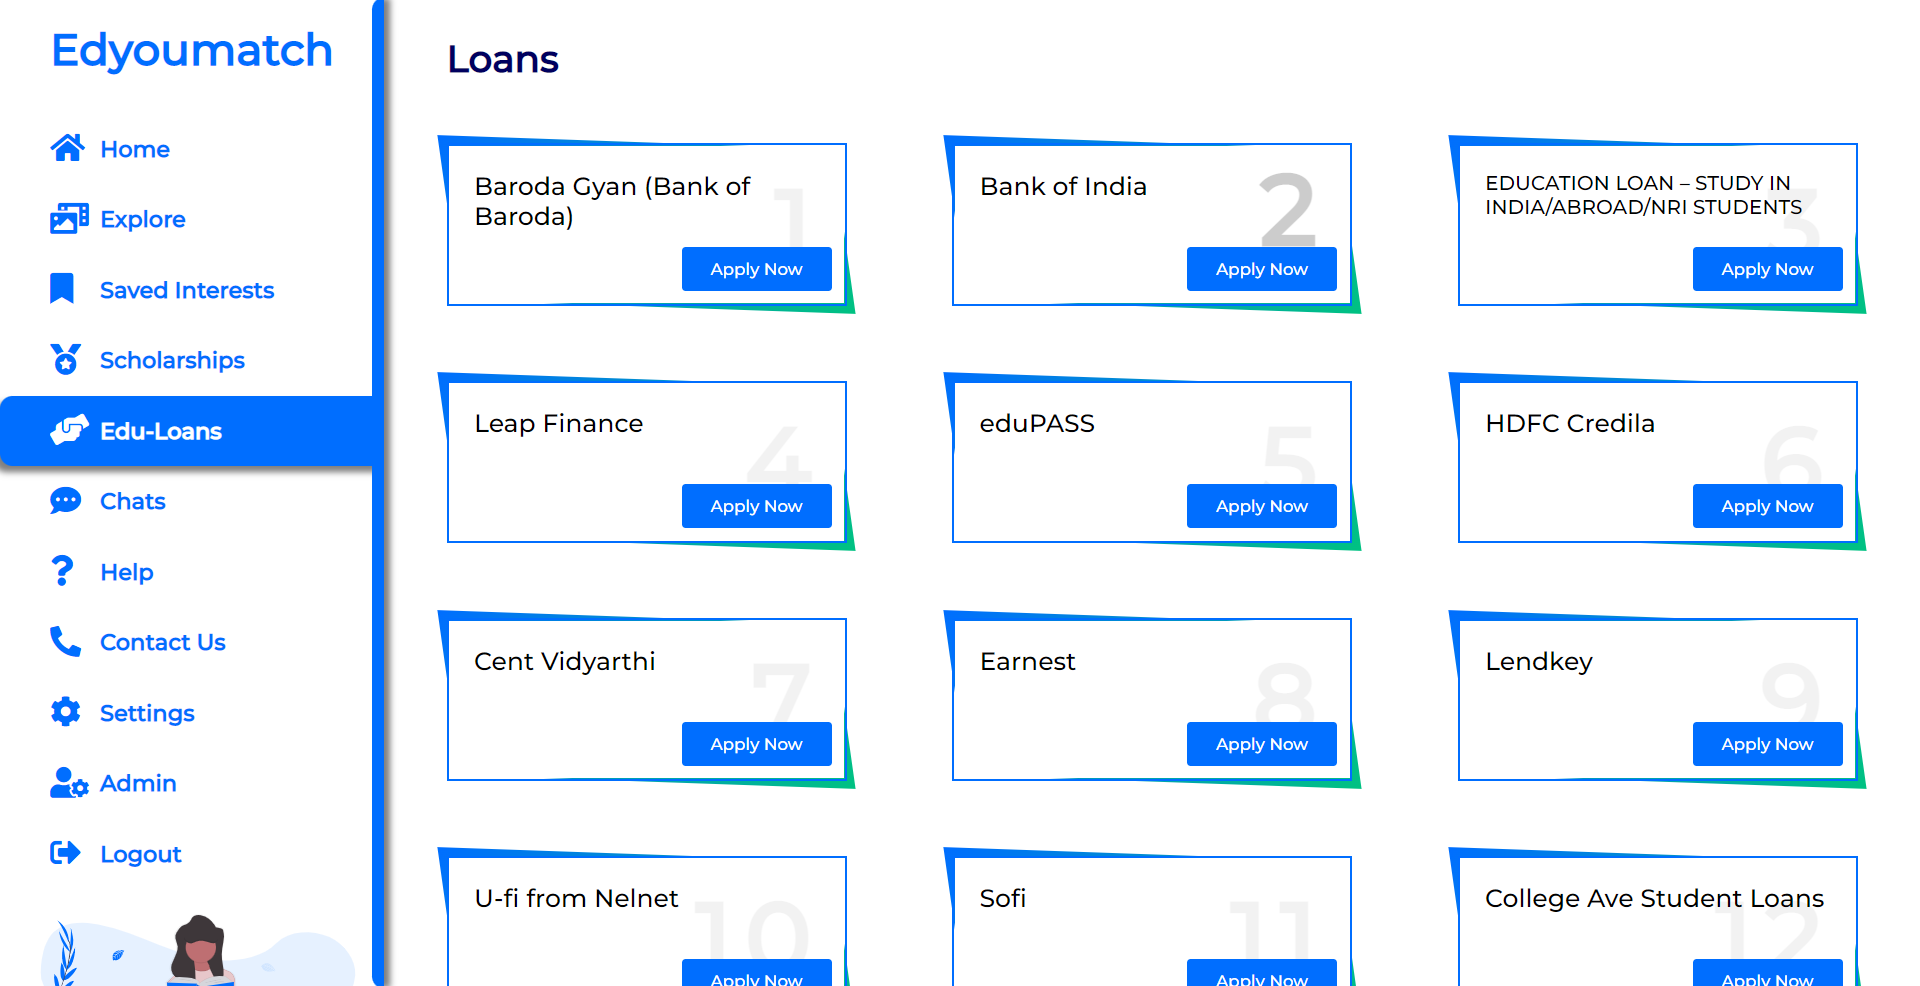 Edyoumatch
Home
Explore
Saved Interests
Scholarships
Edu-Loans
Chats
Help
Contact Us
Settings
Admin
Logout
Loans
Baroda Gyan (Bank of
Baroda)
1
Apply Now
Bank of India
2
Apply Now
EDUCATION LOAN – STUDY IN
INDIA/ABROAD/NRI STUDENTS
3
Apply Now
Leap Finance
4
Apply Now
eduPASS
5
Apply Now
HDFC Credila
6
Apply Now
Cent Vidyarthi
7
Apply Now
Earnest
8
Apply Now
Lendkey
9
Apply Now
U-fi from Nelnet
10
Apply Now
Sofi
11
Apply Now
College Ave Student Loans
12
Apply Now